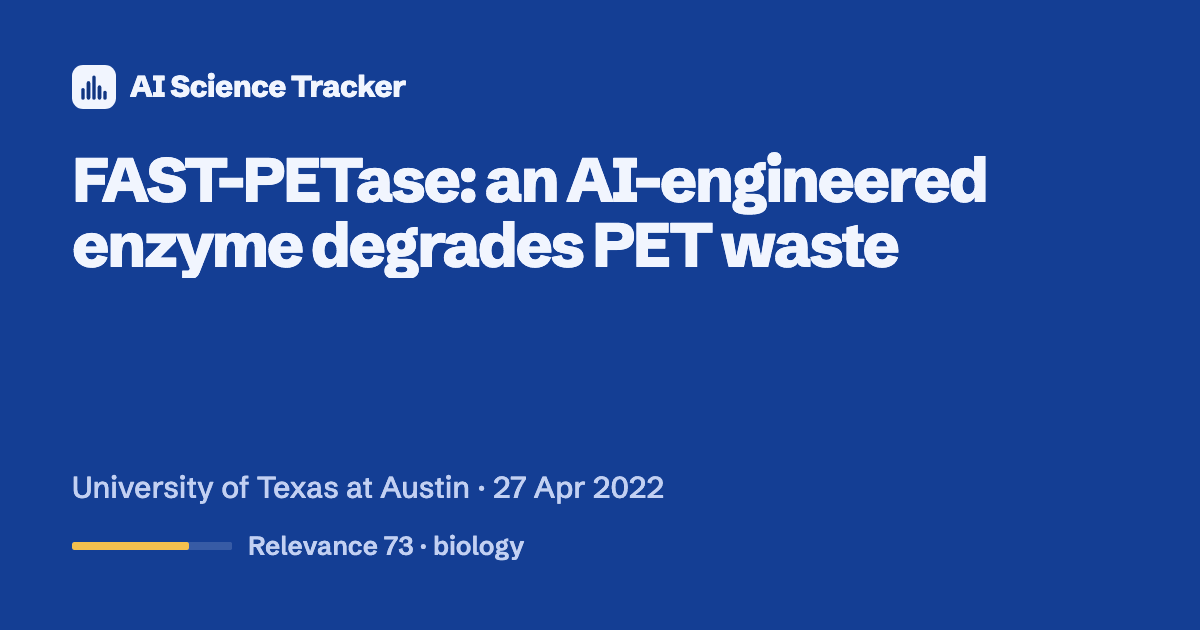 AI Science Tracker
FAST-PETase: an AI-engineered
enzyme degrades PET waste
University of Texas at Austin · 27 Apr 2022
Relevance 73 · biology